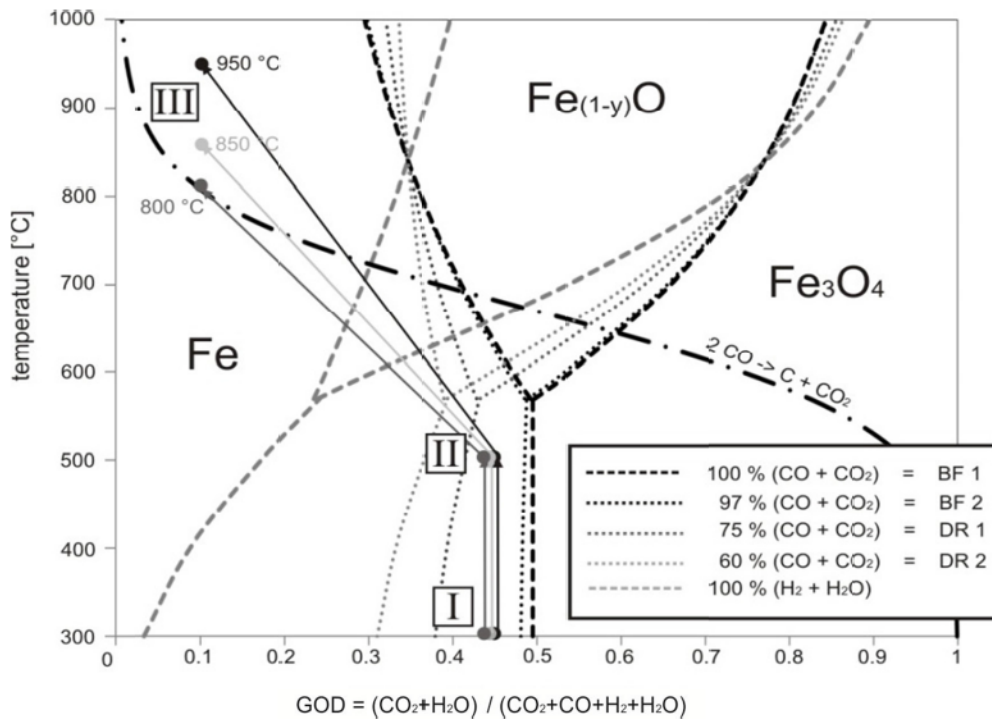 1000
900
800
700
600
500
400
300
temperature [°C]
0
0.1
0.2
0.3
0.4
0.5
0.6
0.7
0.8
0.9
1
GOD = (CO₂+H₂O) / (CO₂+CO+H₂+H₂O)
950 °C
III
850 °C
800 °C
Fe
Fe(1-y)O
Fe₃O₄
2 CO -> C + CO₂
II
I
100 % (CO + CO₂) = BF 1
97 % (CO + CO₂) = BF 2
75 % (CO + CO₂) = DR 1
60 % (CO + CO₂) = DR 2
100 % (H₂ + H₂O)